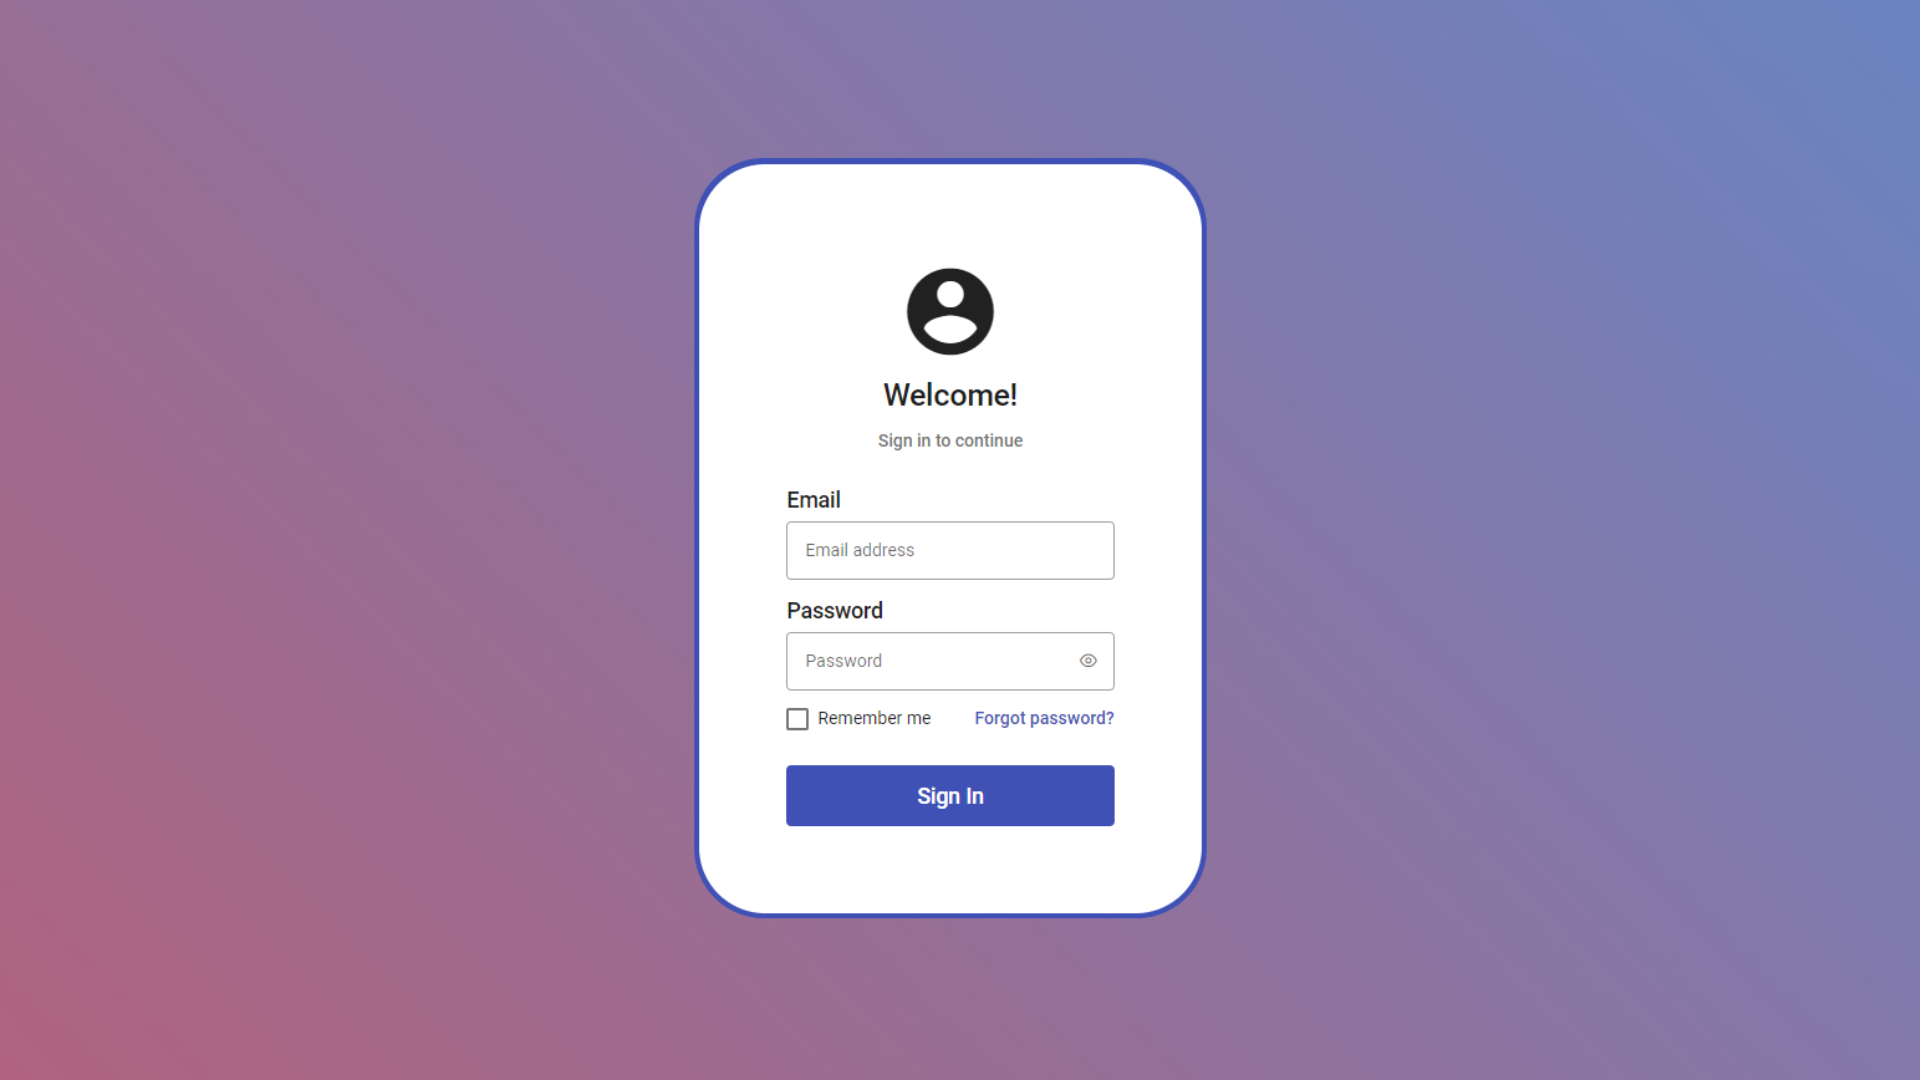 Welcome!
Sign in to continue
Email
Email address
Password
Password
Remember me Forgot password?
Sign In